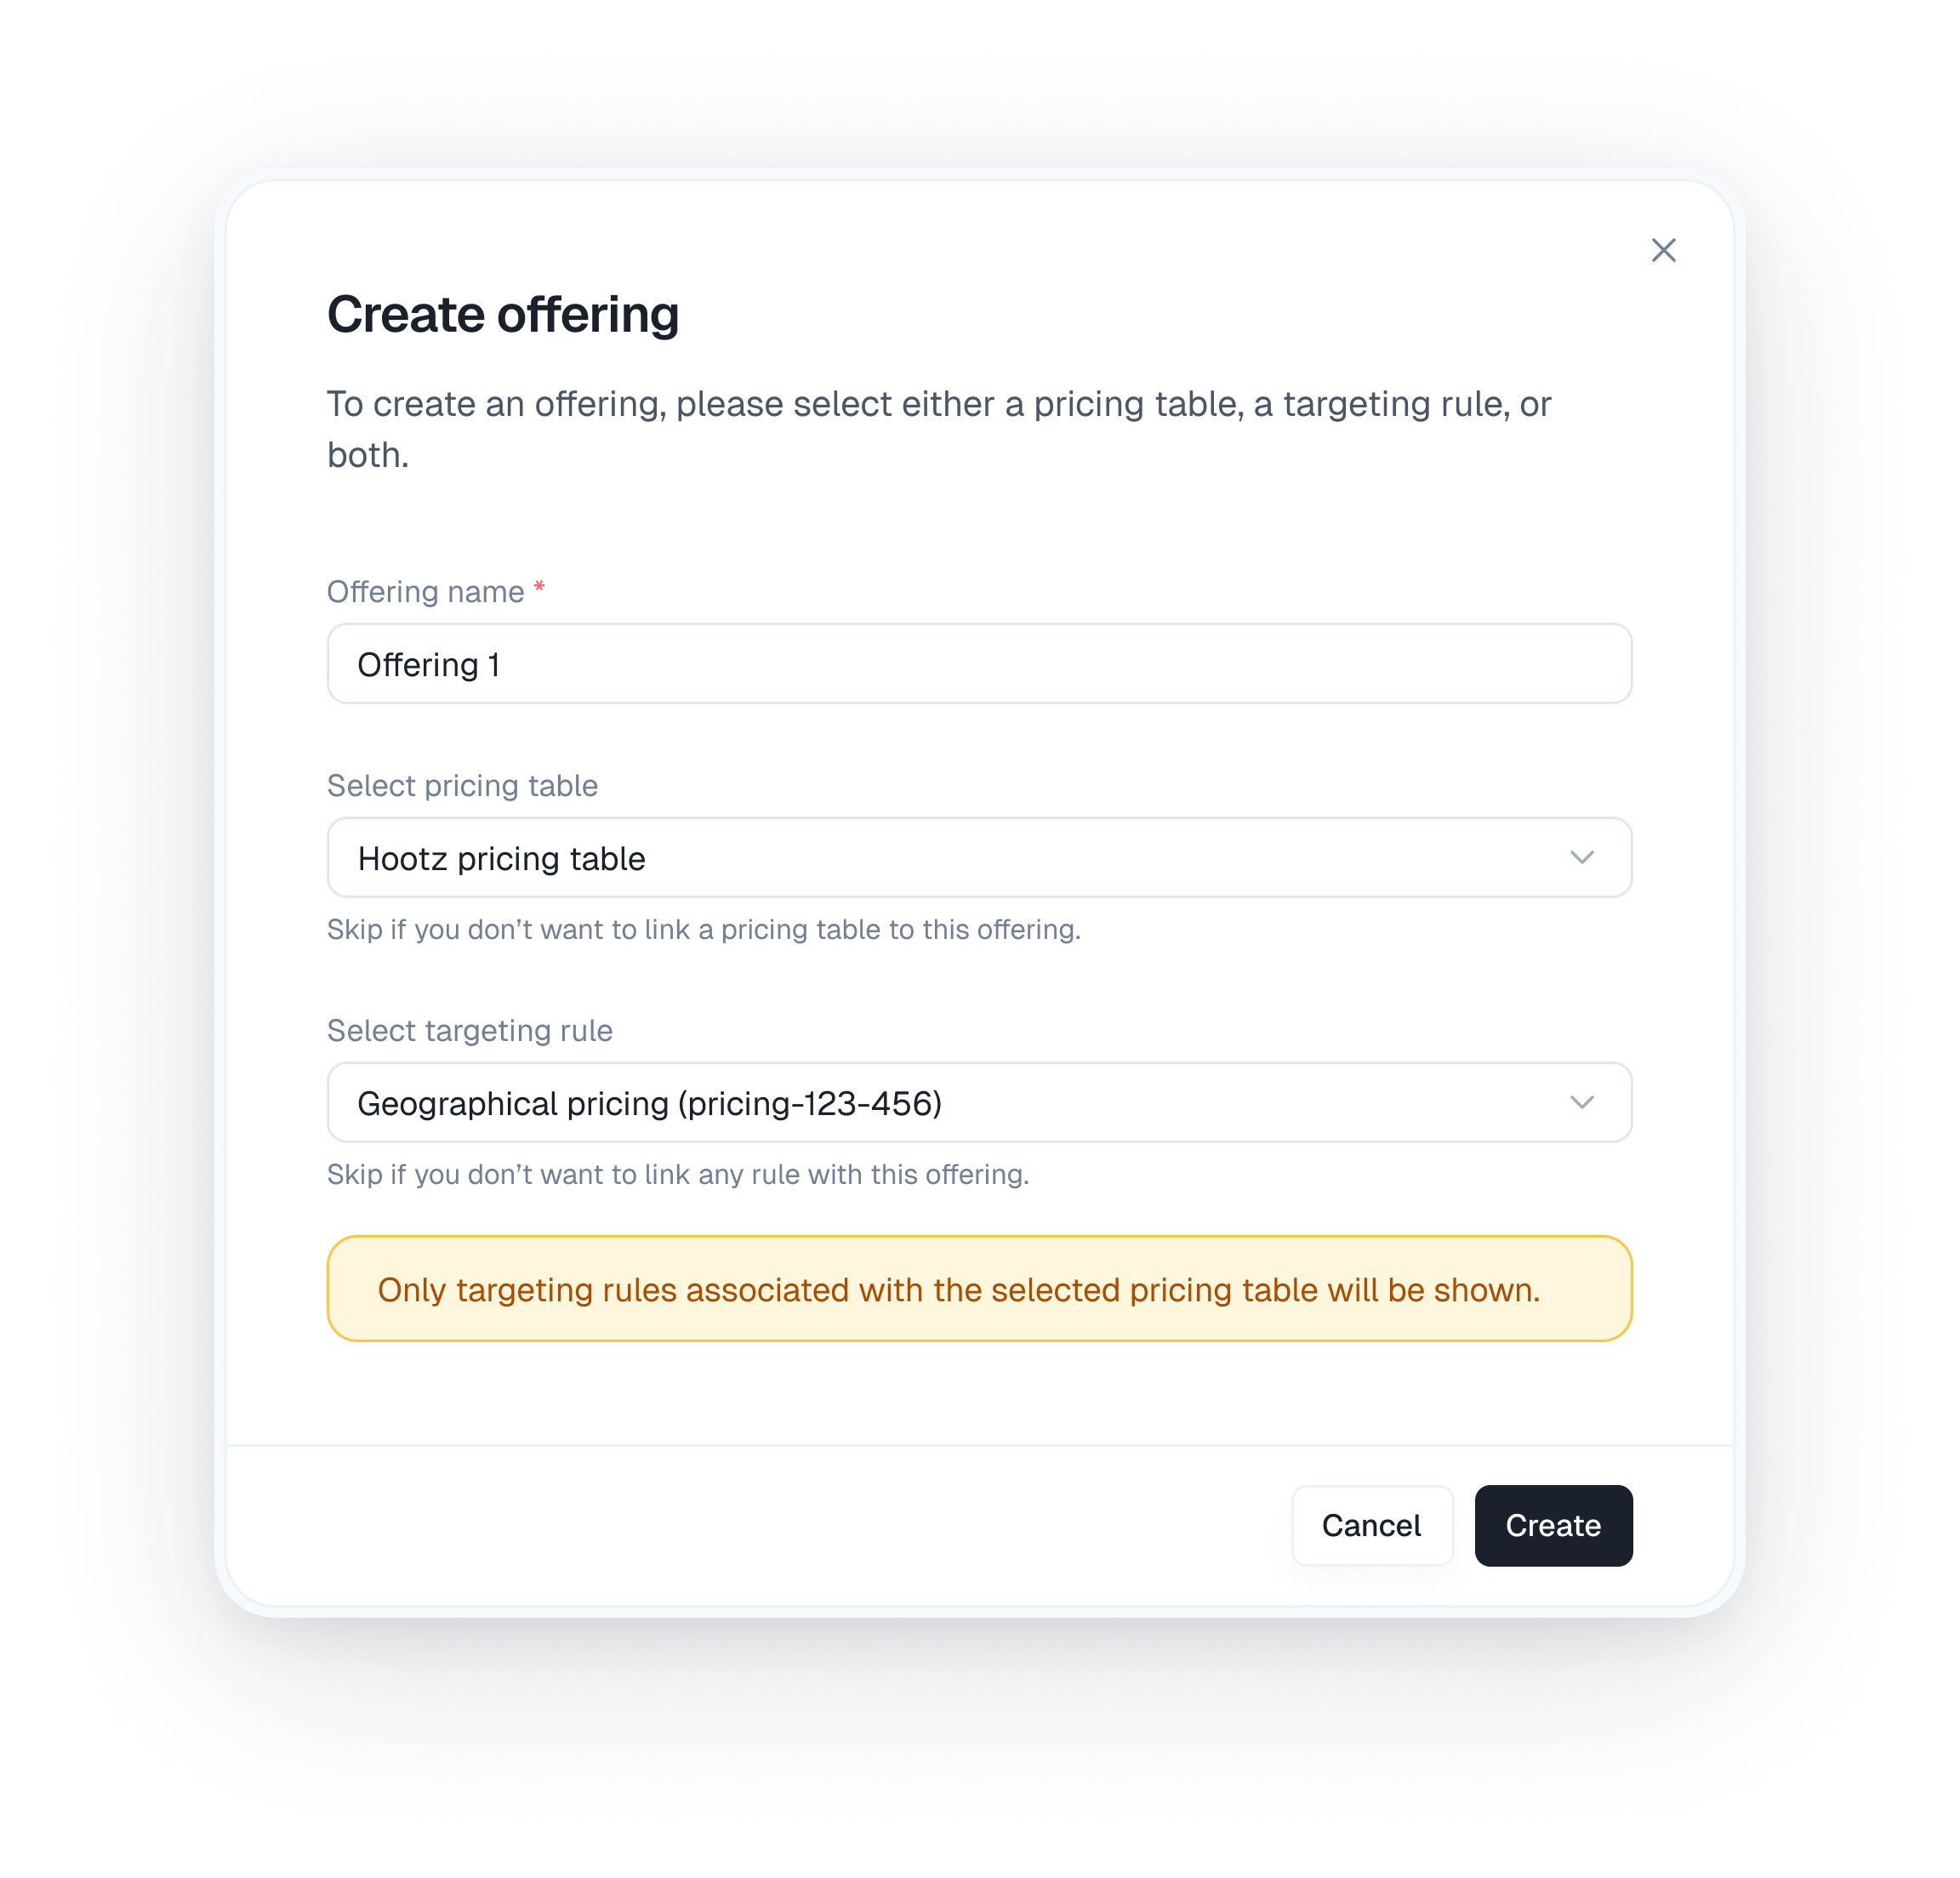 Create offering
To create an offering, please select either a pricing table, a targeting rule, or
both.
Offering name *
Offering 1
Select pricing table
Hootz pricing table
Skip if you don’t want to link a pricing table to this offering.
Select targeting rule
Geographical pricing (pricing-123-456)
Skip if you don’t want to link any rule with this offering.
Only targeting rules associated with the selected pricing table will be shown.
Cancel
Create